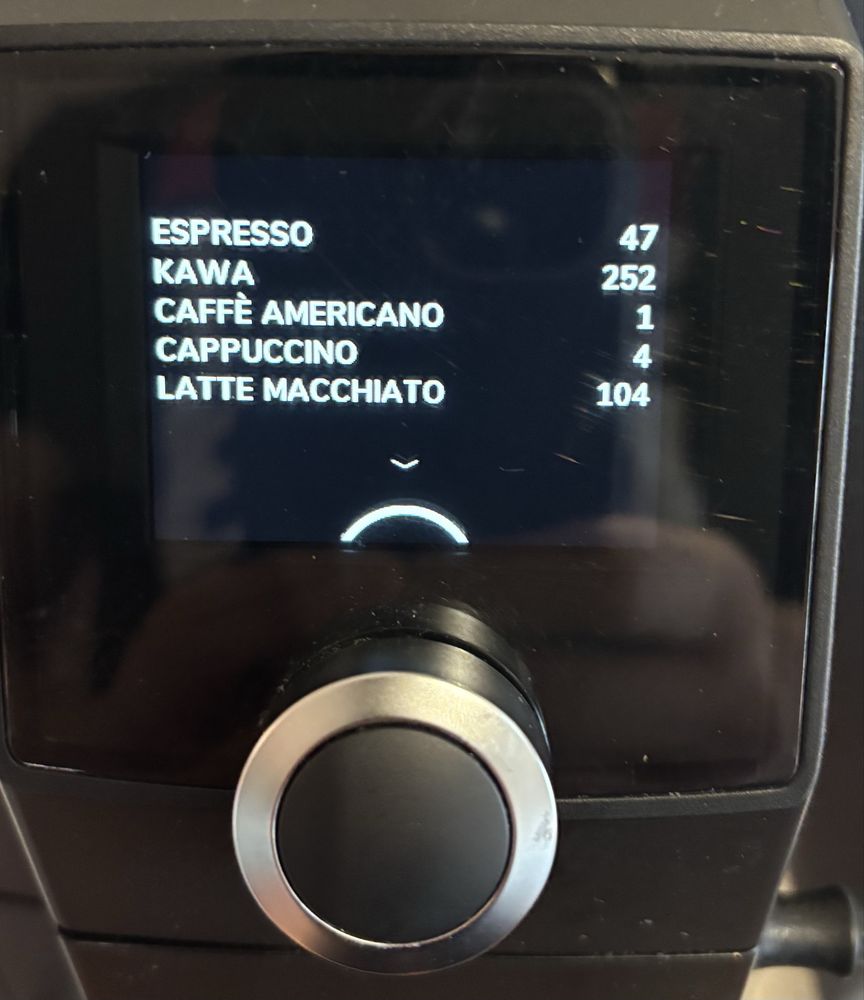 ESPRESSO 47
KAWA 252
CAFFÈ AMERICANO 1
CAPPUCCINO 4
LATTE MACCHIATO 104